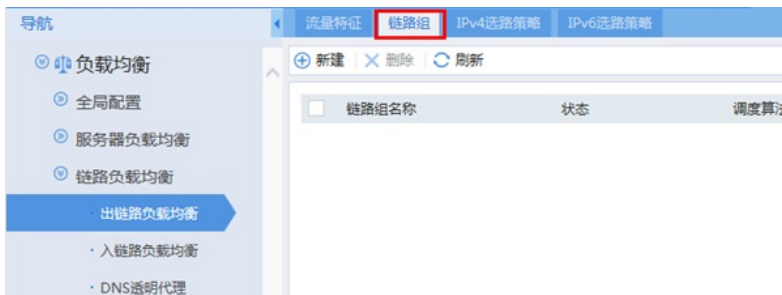 导航
流量特征 链路组 IPv4选路策略 IPv6选路策略
负载均衡
新建 删除 刷新
全局配置
链路组名称 状态 调度算法
服务器负载均衡
链路负载均衡
· 出链路负载均衡
· 入链路负载均衡
· DNS透明代理